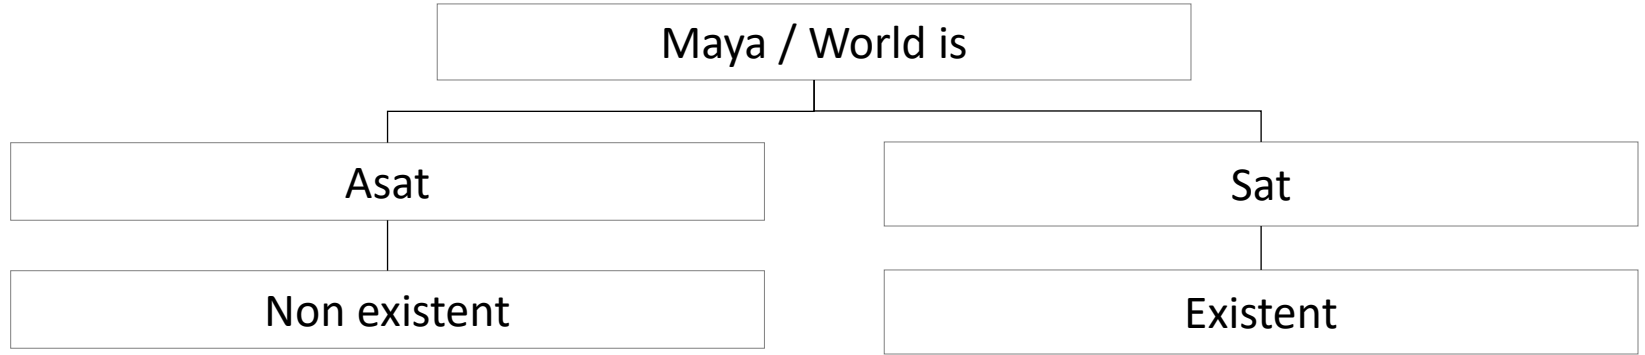 Maya / World is
Asat
Sat
Non existent
Existent